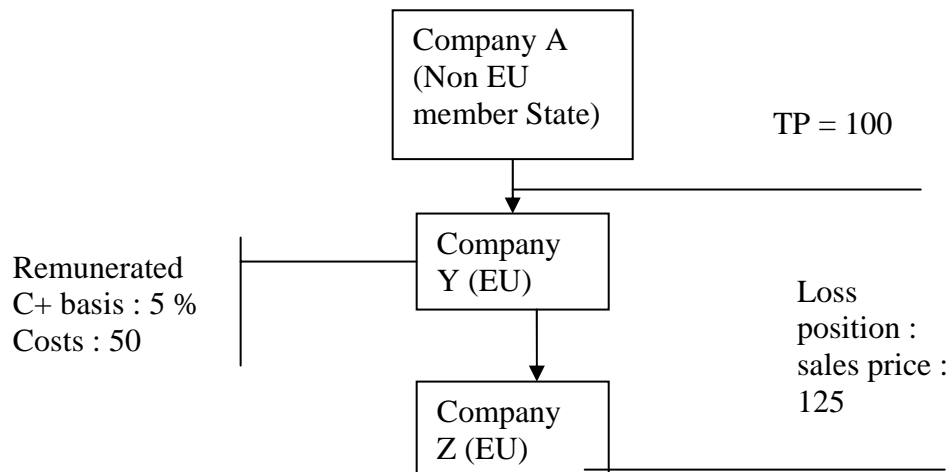 Company A
(Non EU
member State)
TP = 100
Company
Y (EU)
Remunerated
C+ basis : 5 %
Costs : 50
Loss
position :
sales price :
125
Company
Z (EU)